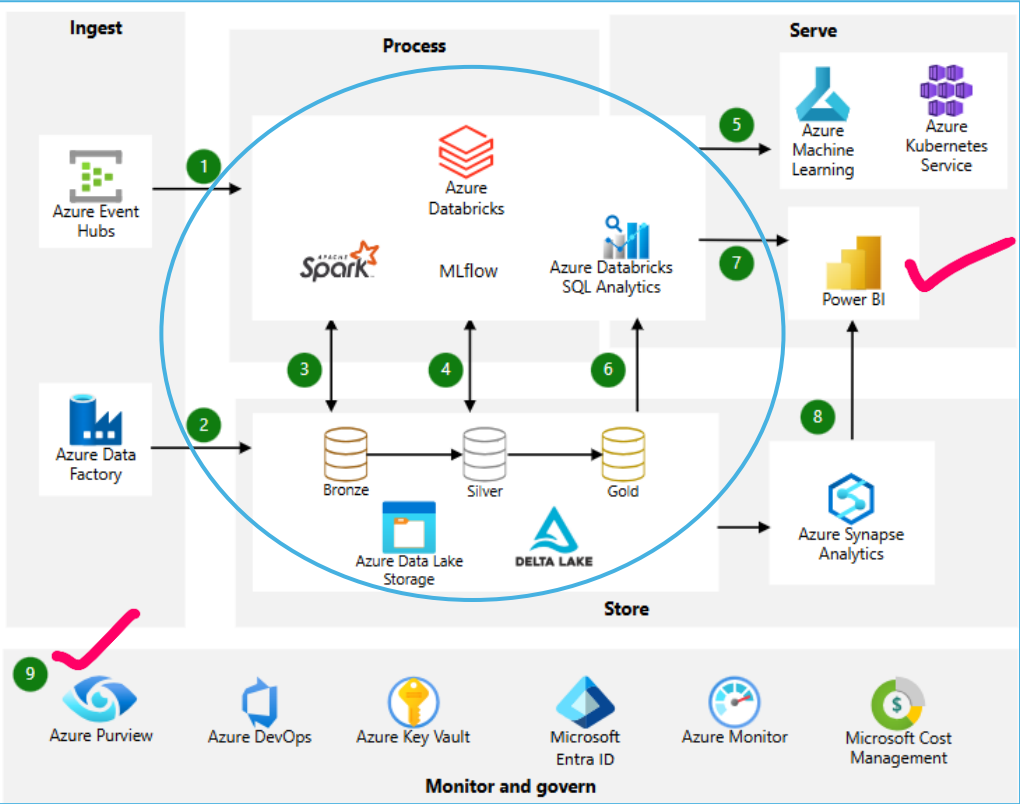 Ingest
Process
Serve
Azure Event
Hubs
1
Azure
Databricks
APACHE
Spark
MLflow
Azure Databricks
SQL Analytics
5
Azure
Machine
Learning
Azure
Kubernetes
Service
7
Power BI
3
4
6
Azure Data
Factory
2
Bronze
Silver
Gold
Azure Data Lake
Storage
DELTA LAKE
8
Azure Synapse
Analytics
Store
9
Azure Purview
Azure DevOps
Azure Key Vault
Microsoft
Entra ID
Azure Monitor
$
Microsoft Cost
Management
Monitor and govern